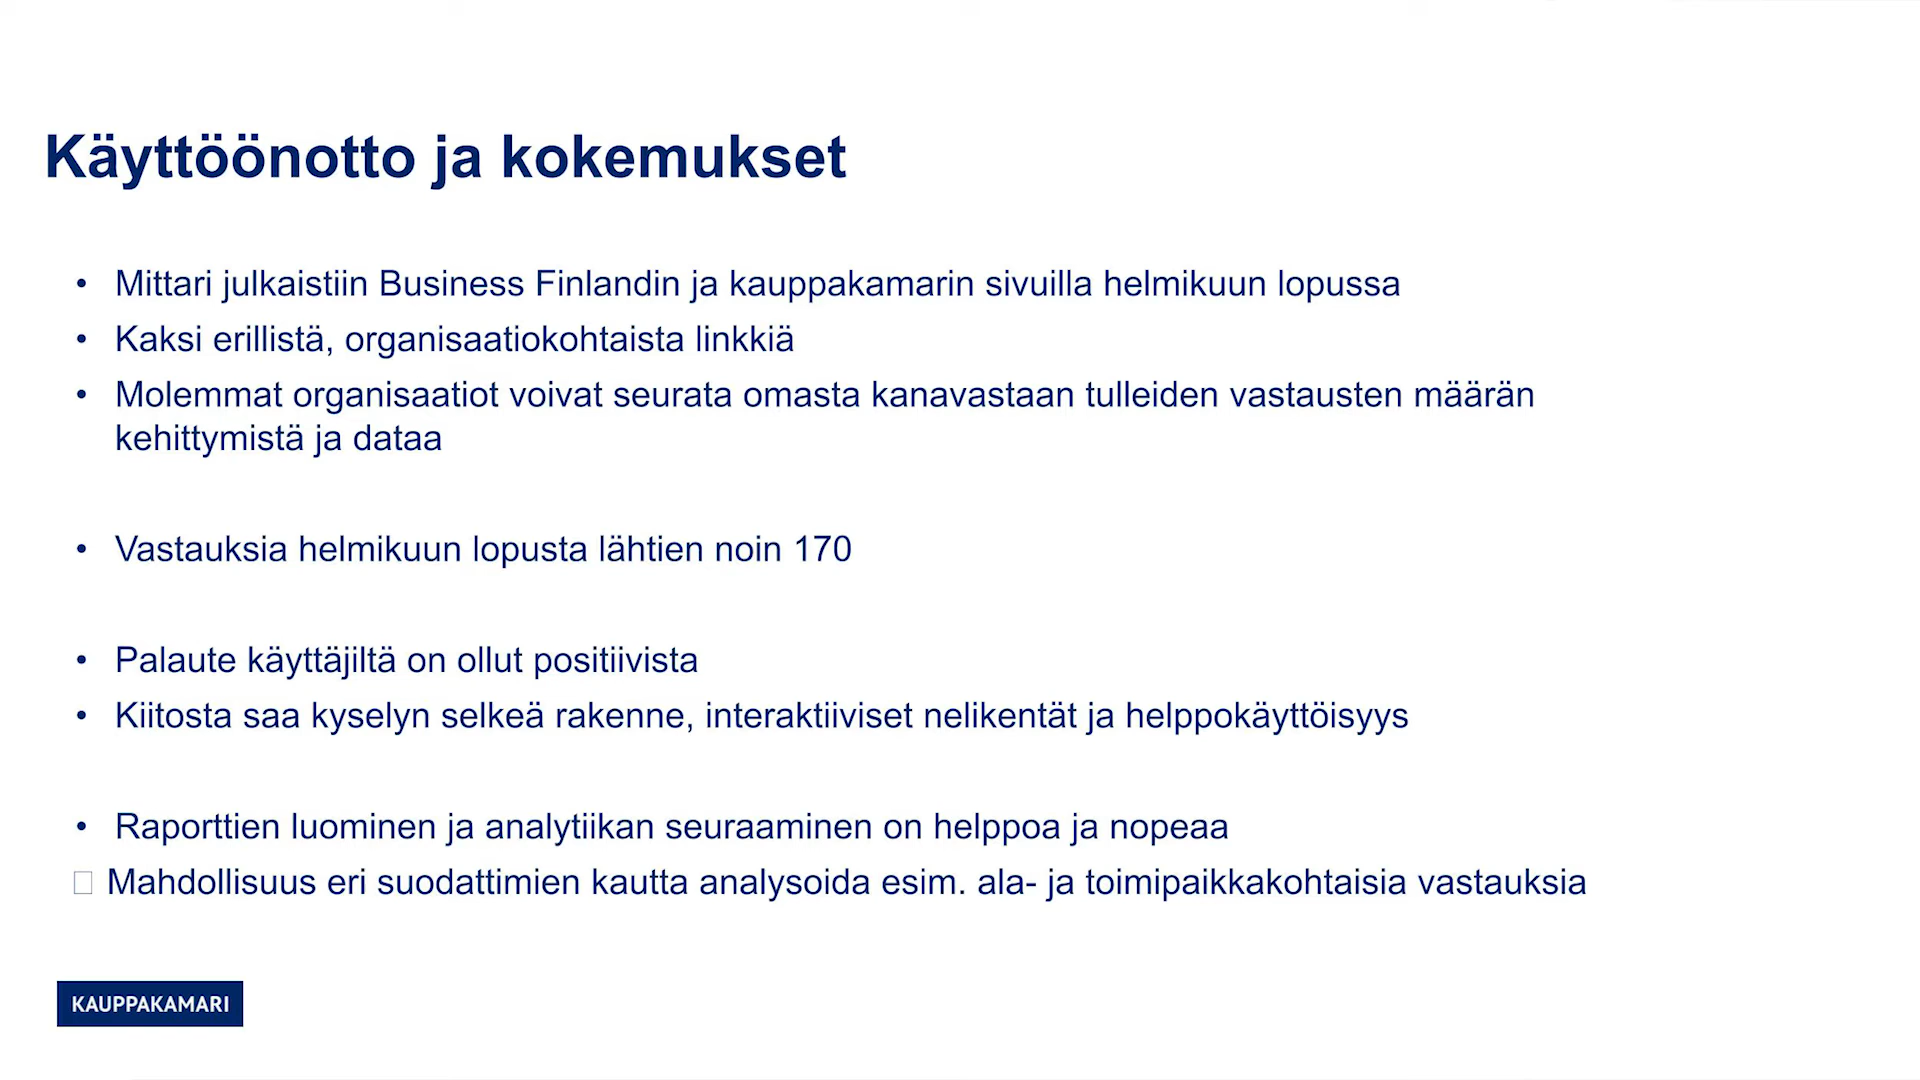 Käyttöönotto ja kokemukset
• Mittari julkaistiin Business Finlandin ja kauppakamarin sivuilla helmikuun lopussa
• Kaksi erillistä, organisaatiokohtaista linkkiä
• Molemmat organisaatiot voivat seurata omasta kanavastaan tulleiden vastausten määrän
kehittymistä ja dataa
• Vastauksia helmikuun lopusta lähtien noin 170
• Palaute käyttäjiltä on ollut positiivista
• Kiitosta saa kyselyn selkeä rakenne, interaktiiviset nelikentät ja helppokäyttöisyys
• Raporttien luominen ja analytiikan seuraaminen on helppoa ja nopeaa
Mahdollisuus eri suodattimien kautta analysoida esim. ala- ja toimipaikkakohtaisia vastauksia
KAUPPAKAMARI